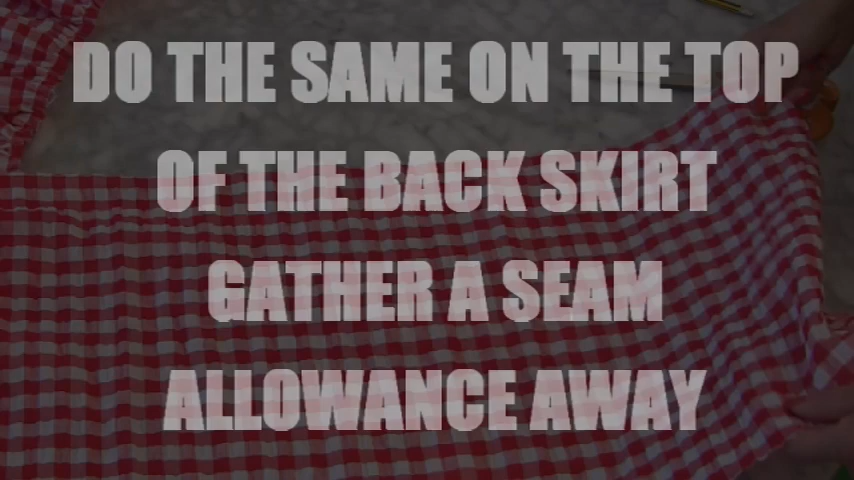 DO THE SAME ON THE TOP
OF THE BACK SKIRT
GATHER A SEAM
ALLOWANCE AWAY